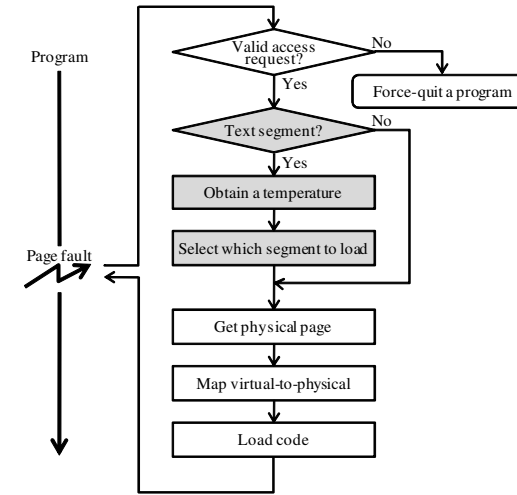 Program
Page fault
Valid access
request?
No
Force-quit a program
Yes
Text segment?
No
Yes
Obtain a temperature
Select which segment to load
Get physical page
Map virtual-to-physical
Load code